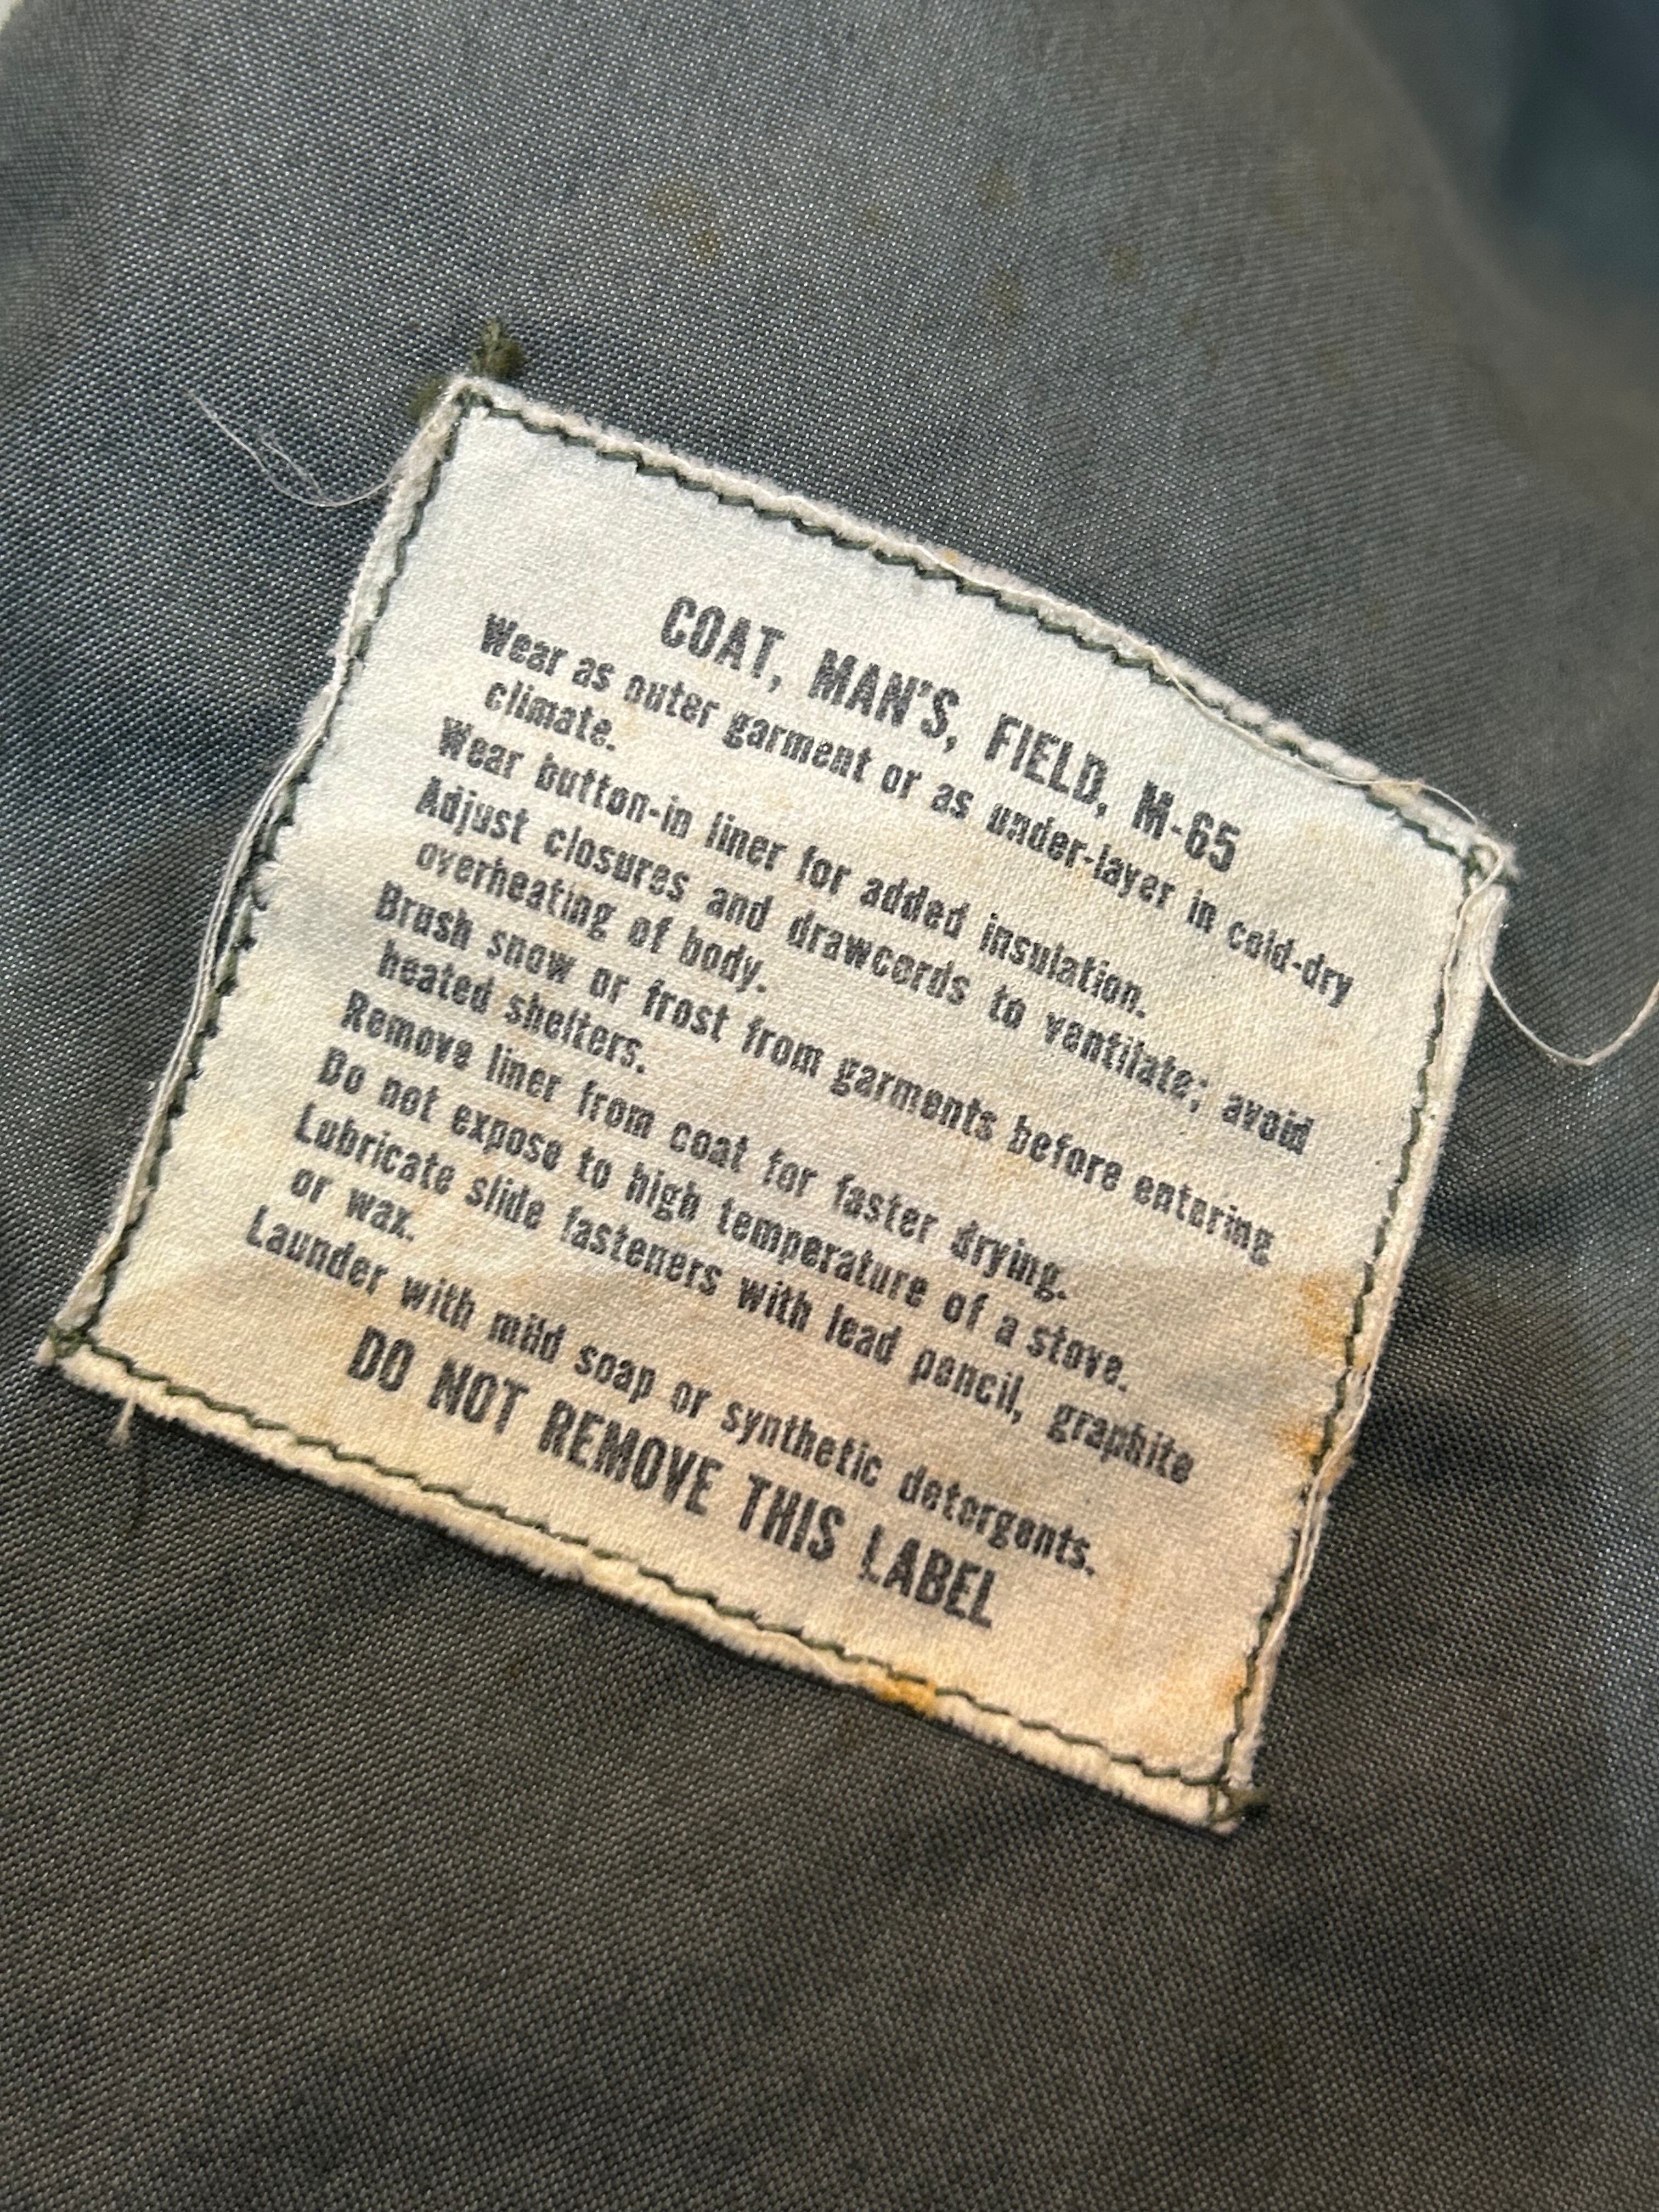 COAT, MAN'S, FIELD, M-65
Wear as outer garment or as under-layer in cold-dry
climate.
Wear button-in liner for added insulation.
Adjust closures and drawcords to ventilate; avoid
overheating of body.
Brush snow or frost from garments before entering
heated shelters.
Remove liner from coat for faster drying.
Do not expose to high temperature of a stove.
Lubricate slide fasteners with lead pencil, graphite
or wax.
Launder with mild soap or synthetic detergents.
DO NOT REMOVE THIS LABEL